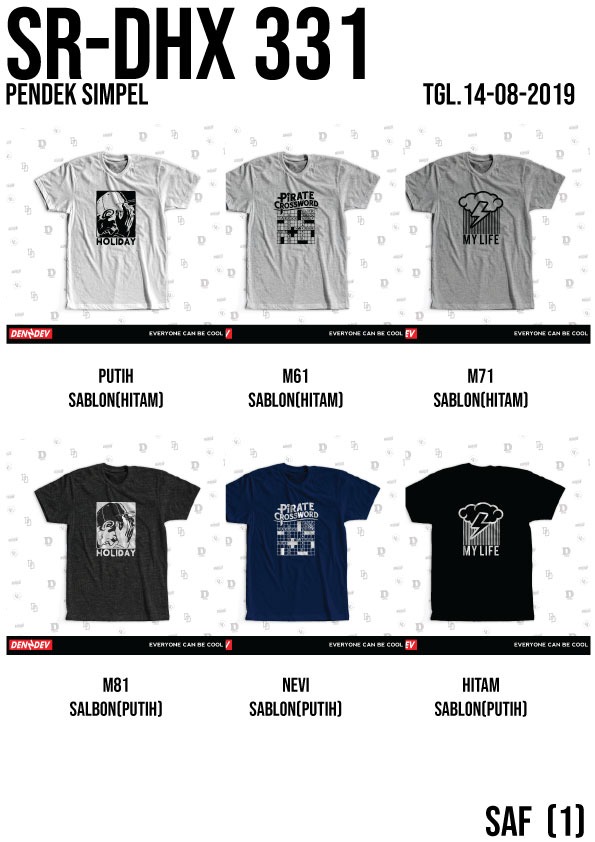 SR-DHX 331
PENDEK SIMPEL
TGL.14-08-2019
HOLIDAY
PIRATE
CROSSWORD
MY LIFE
DENNDEV
EVERYONE CAN BE COOL
EVERYONE CAN BE COOL
EV
EVERYONE CAN BE COOL
PUTIH
SABLON(HITAM)
M61
SABLON(HITAM)
M71
SABLON(HITAM)
HOLIDAY
PIRATE
CROSSWORD
MY LIFE
DENNDEV
EVERYONE CAN BE COOL
EVERYONE CAN BE COOL
EV
EVERYONE CAN BE COOL
M81
SALBON(PUTIH)
NEVI
SABLON(PUTIH)
HITAM
SABLON(PUTIH)
SAF (1)